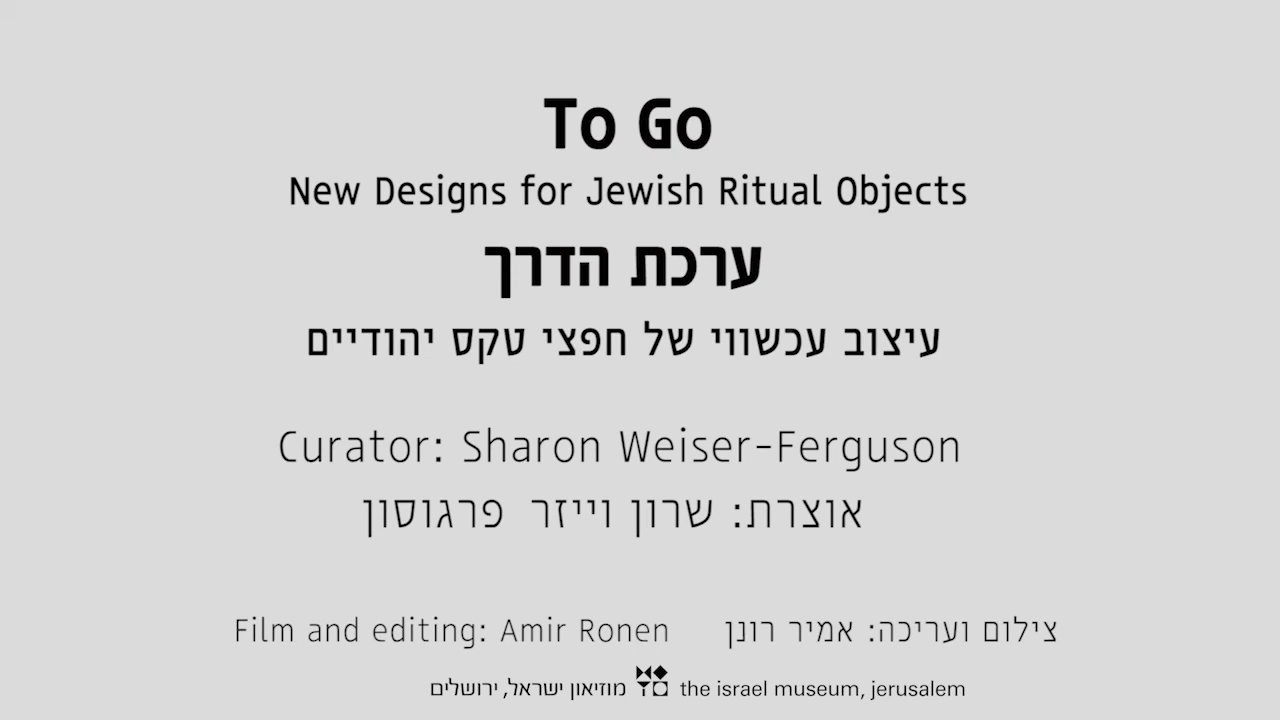 To Go
New Designs for Jewish Ritual Objects
ערכת הדרך
עיצוב עכשווי של חפצי טקס יהודיים
Curator: Sharon Weiser-Ferguson
אוצרת: שרון וייזר פרגוסון
Film and editing: Amir Ronen צילום ועריכה: אמיר רונן
מוזיאון ישראל, ירושלים the israel museum, jerusalem